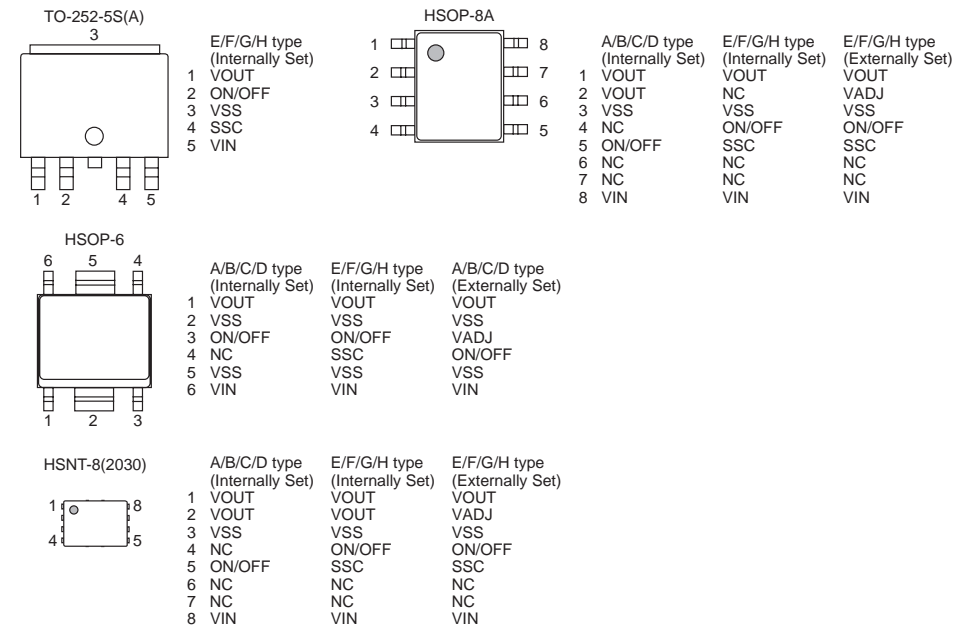 TO-252-5S(A)
3
1 2 4 5
E/F/G/H type
(Internally Set)
1 VOUT
2 ON/OFF
3 VSS
4 SSC
5 VIN
HSOP-8A
1 8
2 7
3 6
4 5
A/B/C/D type E/F/G/H type E/F/G/H type
(Internally Set) (Internally Set) (Externally Set)
1 VOUT VOUT VOUT
2 VOUT NC VADJ
3 VSS VSS VSS
4 NC ON/OFF ON/OFF
5 ON/OFF SSC SSC
6 NC NC NC
7 NC NC NC
8 VIN VIN VIN
HSOP-6
6 5 4
1 2 3
A/B/C/D type E/F/G/H type A/B/C/D type
(Internally Set) (Internally Set) (Externally Set)
1 VOUT VOUT VOUT
2 VSS VSS VSS
3 ON/OFF ON/OFF VADJ
4 NC SSC ON/OFF
5 VSS VSS VSS
6 VIN VIN VIN
HSNT-8(2030)
1 8
4 5
A/B/C/D type E/F/G/H type E/F/G/H type
(Internally Set) (Internally Set) (Externally Set)
1 VOUT VOUT VOUT
2 VOUT VOUT VADJ
3 VSS VSS VSS
4 NC ON/OFF ON/OFF
5 ON/OFF SSC SSC
6 NC NC NC
7 NC NC NC
8 VIN VIN VIN